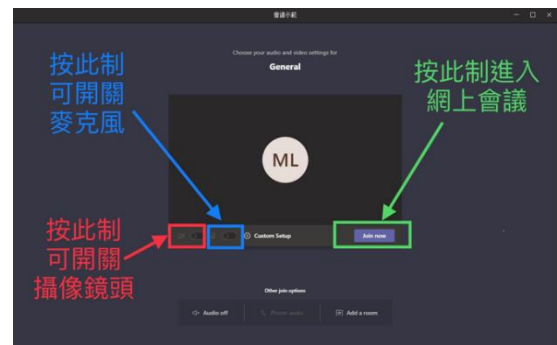 會議示範
Choose your audio and video settings for
General
按此制
可開關
麥克風
按此制進入
網上會議
ML
按此制
可開關
攝像鏡頭
Custom Setup
Join now
Other join options
Audio off
Phone audio
Add a room